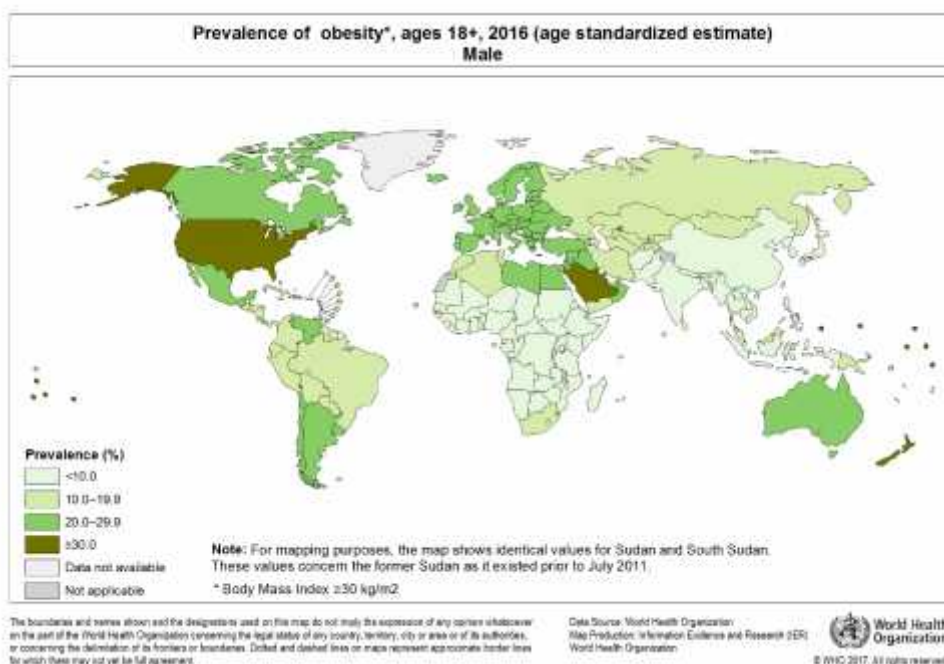 Prevalence of obesity*, ages 18+, 2016 (age standardized estimate)
Male
Prevalence (%)
<10.0
10.0–19.9
20.0–29.9
≥30.0
Data not available
Not applicable
Note: For mapping purposes, the map shows identical values for Sudan and South Sudan.
These values concern the former Sudan as it existed prior to July 2011.
* Body Mass Index ≥30 kg/m2
The boundaries and names shown and the designations used on this map do not imply the expression of any opinion whatsoever
on the part of the World Health Organization concerning the legal status of any country, territory, city or area or of its authorities,
or concerning the delimitation of its frontiers or boundaries. Dotted and dashed lines on maps represent approximate border lines
for which there may not yet be full agreement.
Data Source: World Health Organization
Map Production: Information Evidence and Research (IER)
World Health Organization
World Health
Organization
© WHO 2017. All rights reserved.